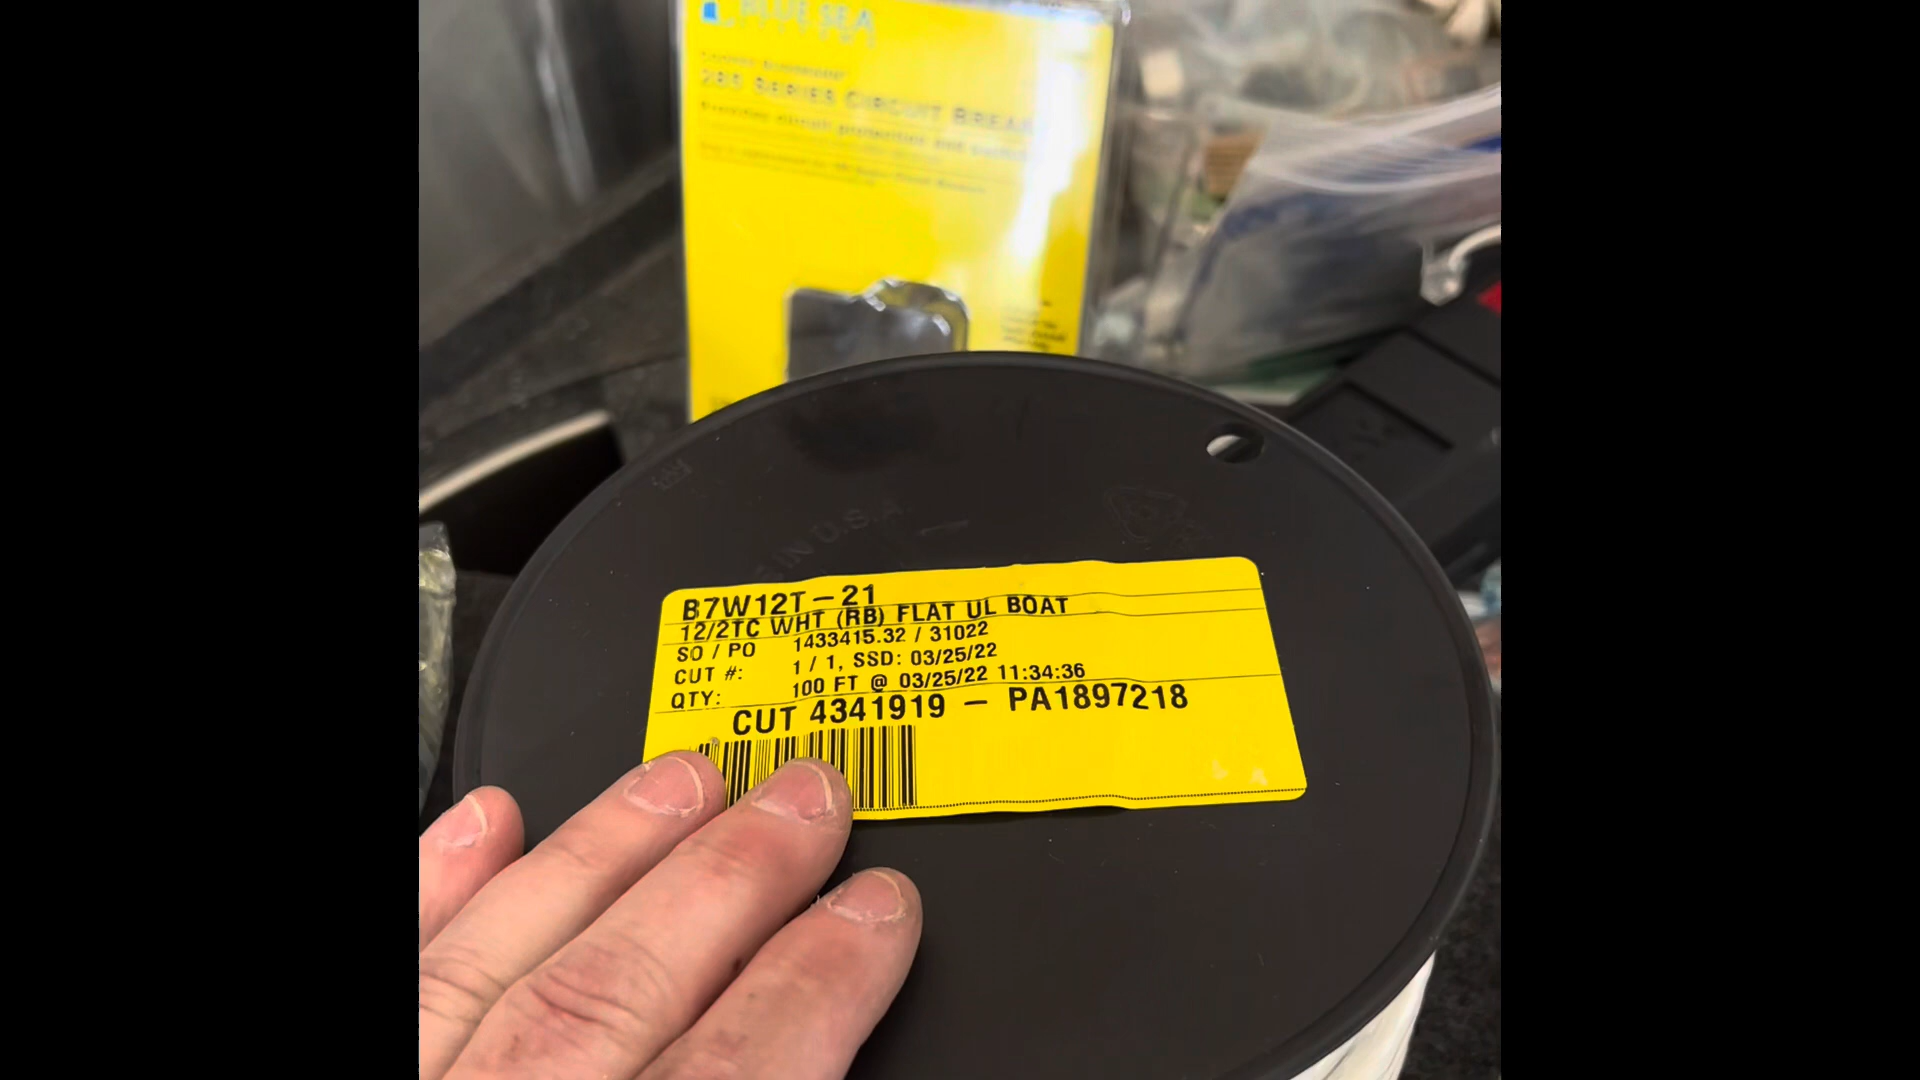 BLUE SEA
285 SERIES CIRCUIT BREAK
IN U.S.A.
B7W12T-21
12/2TC WHT (RB) FLAT UL BOAT
SO / PO 1433415.32 / 31022
CUT #: 1 / 1, SSD: 03/25/22
QTY: 100 FT @ 03/25/22 11:34:36
CUT 4341919 - PA1897218